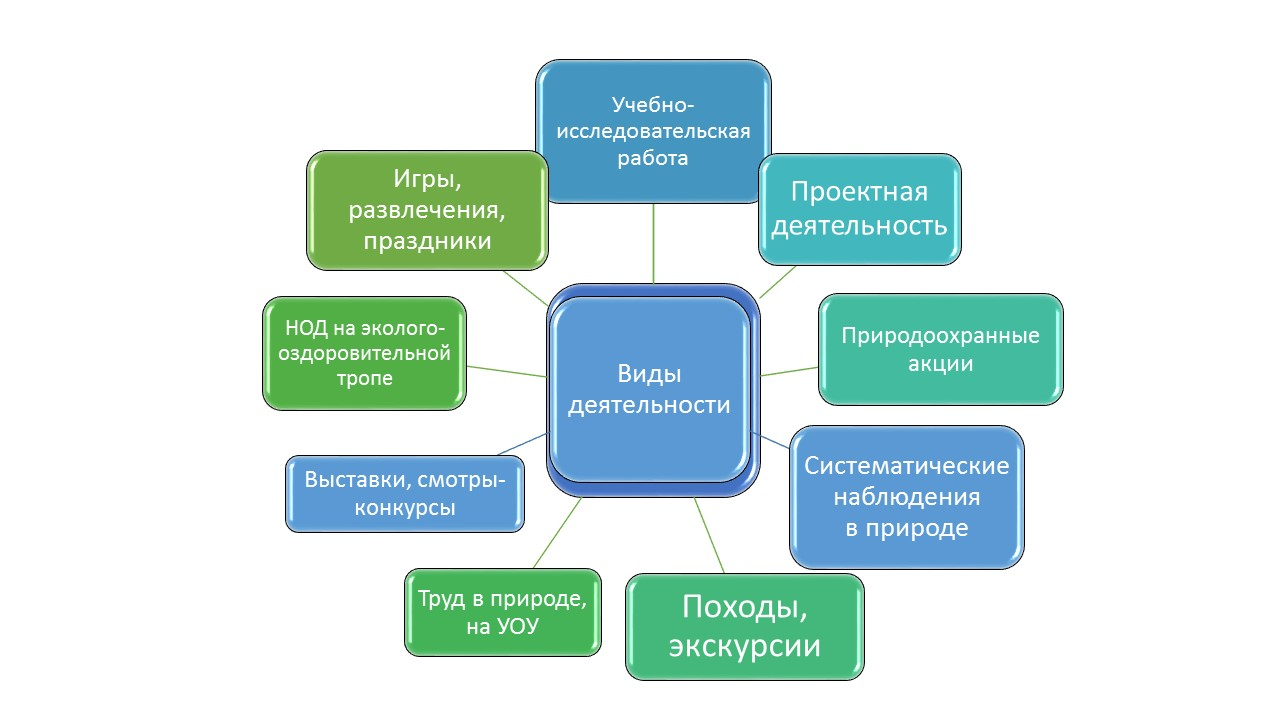 Учебно-
исследовательская
работа
Игры,
развлечения,
праздники
Проектная
деятельность
НОД на эколого-
оздоровительной
тропе
Природоохранные
акции
Виды
деятельности
Выставки, смотры-
конкурсы
Систематические
наблюдения
в природе
Труд в природе,
на УОУ
Походы,
экскурсии